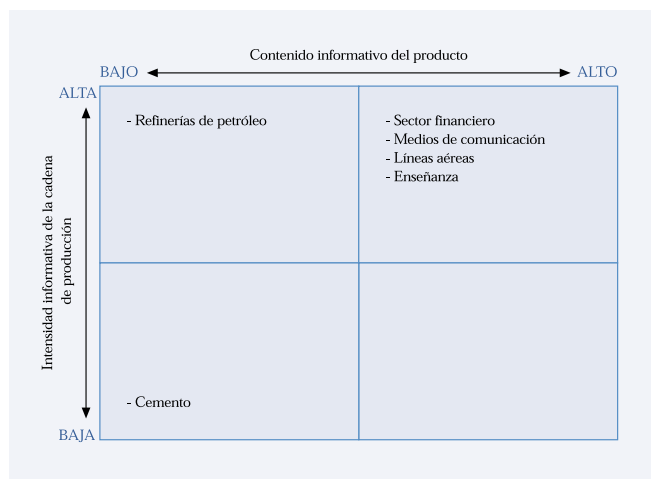 Contenido informativo del producto
BAJO
ALTO
ALTA
- Refinerías de petróleo
- Sector financiero
- Medios de comunicación
- Líneas aéreas
- Enseñanza
Intensidad informativa de la cadena
de producción
- Cemento
BAJA